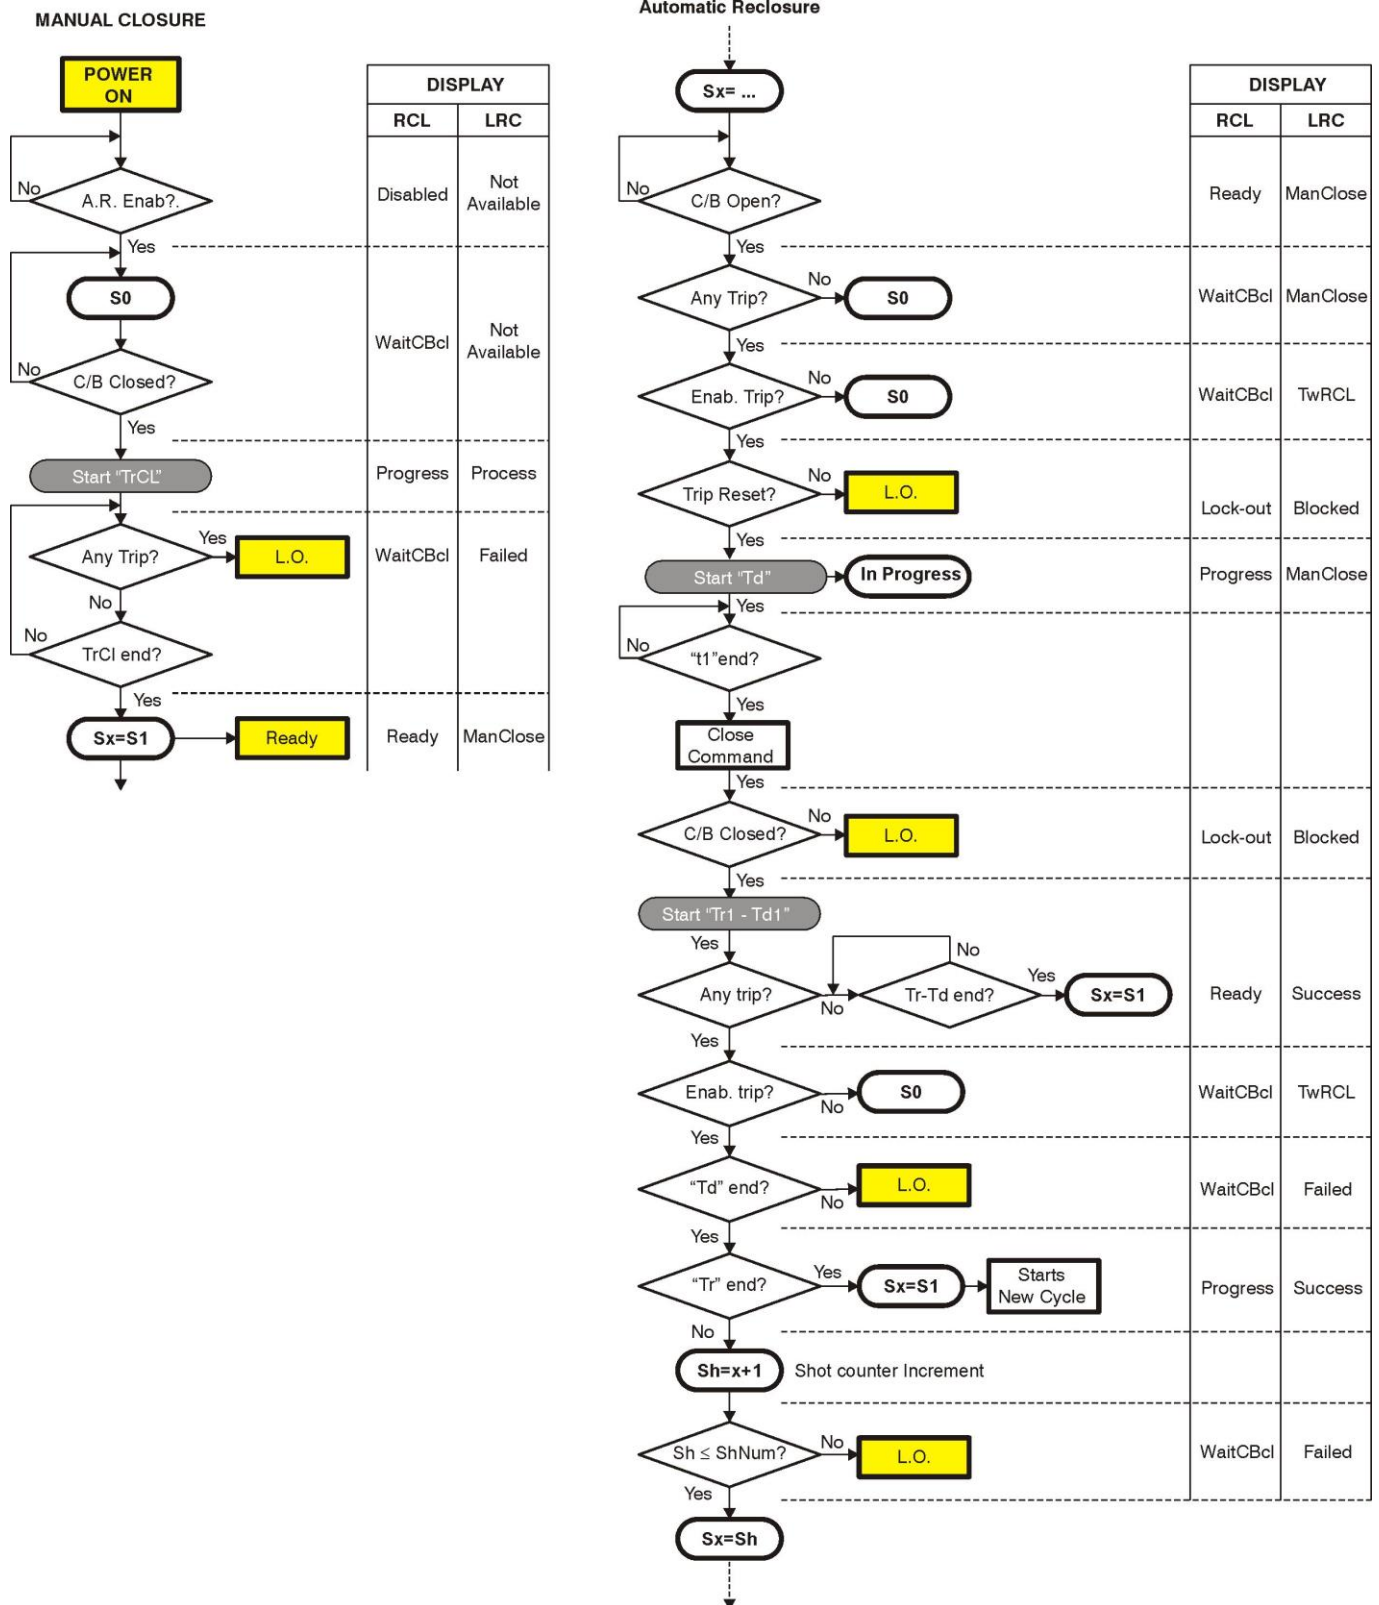 MANUAL CLOSURE
POWER
ON
DISPLAY
RCL LRC
No
A.R. Enab?.
Disabled
Not
Available
Yes
S0
WaitCBcl
Not
Available
No
C/B Closed?
Yes
Start "TrCL"
Progress
Process
Any Trip?
Yes
L.O.
WaitCBcl
Failed
No
No
TrCl end?
Yes
Sx=S1
Ready
Ready
ManClose
Automatic Reclosure
Sx= ...
DISPLAY
RCL LRC
No
C/B Open?
Ready
ManClose
Yes
Any Trip?
No
S0
WaitCBcl
ManClose
Yes
Enab. Trip?
No
S0
WaitCBcl
TwRCL
Yes
Trip Reset?
No
L.O.
Lock-out
Blocked
Yes
Start "Td"
In Progress
Progress
ManClose
Yes
No
"t1"end?
Yes
Close
Command
Yes
C/B Closed?
No
L.O.
Lock-out
Blocked
Yes
Start "Tr1 - Td1"
Yes
Any trip?
No
No
Tr-Td end?
Yes
Sx=S1
Ready
Success
Yes
Enab. trip?
No
S0
WaitCBcl
TwRCL
Yes
"Td" end?
No
L.O.
WaitCBcl
Failed
Yes
"Tr" end?
Yes
Sx=S1
Starts
New Cycle
Progress
Success
No
Sh=x+1
Shot counter Increment
Sh ≤ ShNum?
No
L.O.
WaitCBcl
Failed
Yes
Sx=Sh